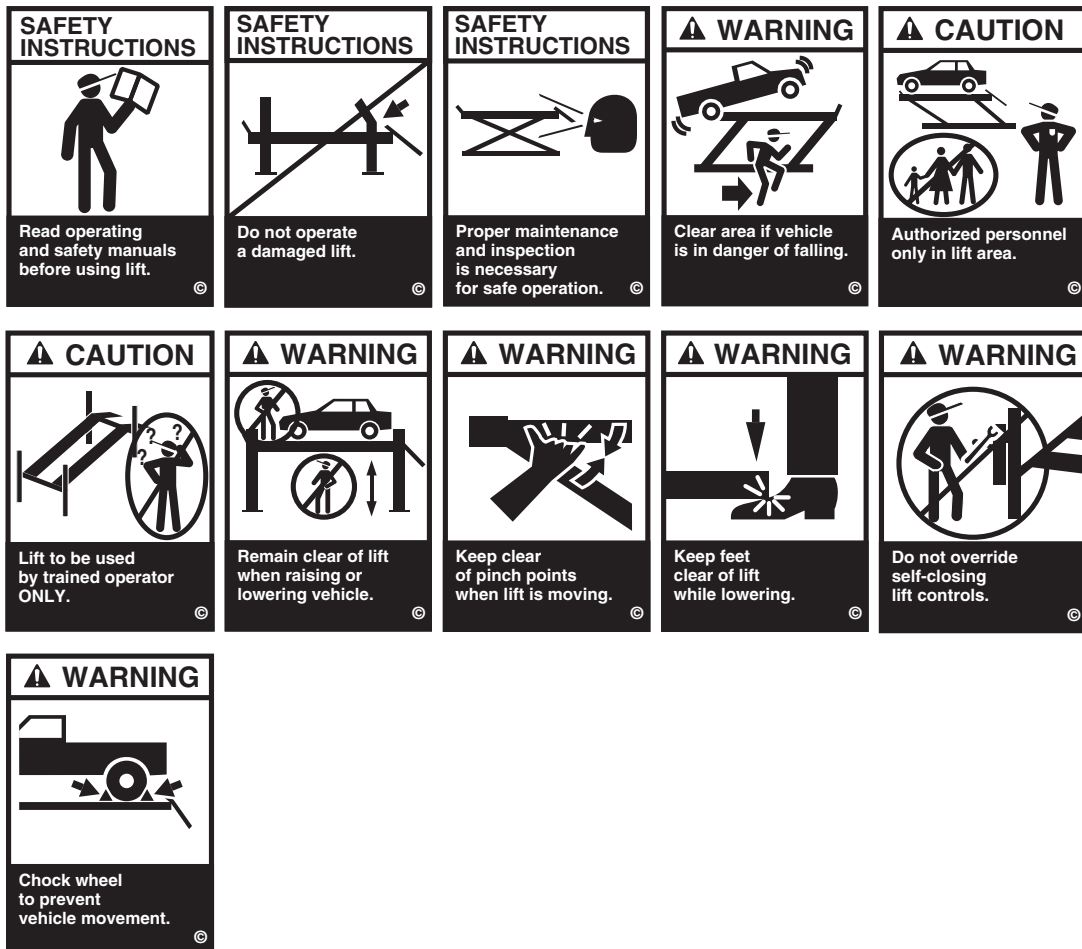 SAFETY
INSTRUCTIONS
Read operating
and safety manuals
before using lift.
©
SAFETY
INSTRUCTIONS
Do not operate
a damaged lift.
©
SAFETY
INSTRUCTIONS
Proper maintenance
and inspection
is necessary
for safe operation.
©
WARNING
Clear area if vehicle
is in danger of falling.
©
CAUTION
Authorized personnel
only in lift area.
©
CAUTION
? ?
?
Lift to be used
by trained operator
ONLY.
©
WARNING
Remain clear of lift
when raising or
lowering vehicle.
©
WARNING
Keep clear
of pinch points
when lift is moving.
©
WARNING
Keep feet
clear of lift
while lowering.
©
WARNING
Do not override
self-closing
lift controls.
©
WARNING
Chock wheel
to prevent
vehicle movement.
©